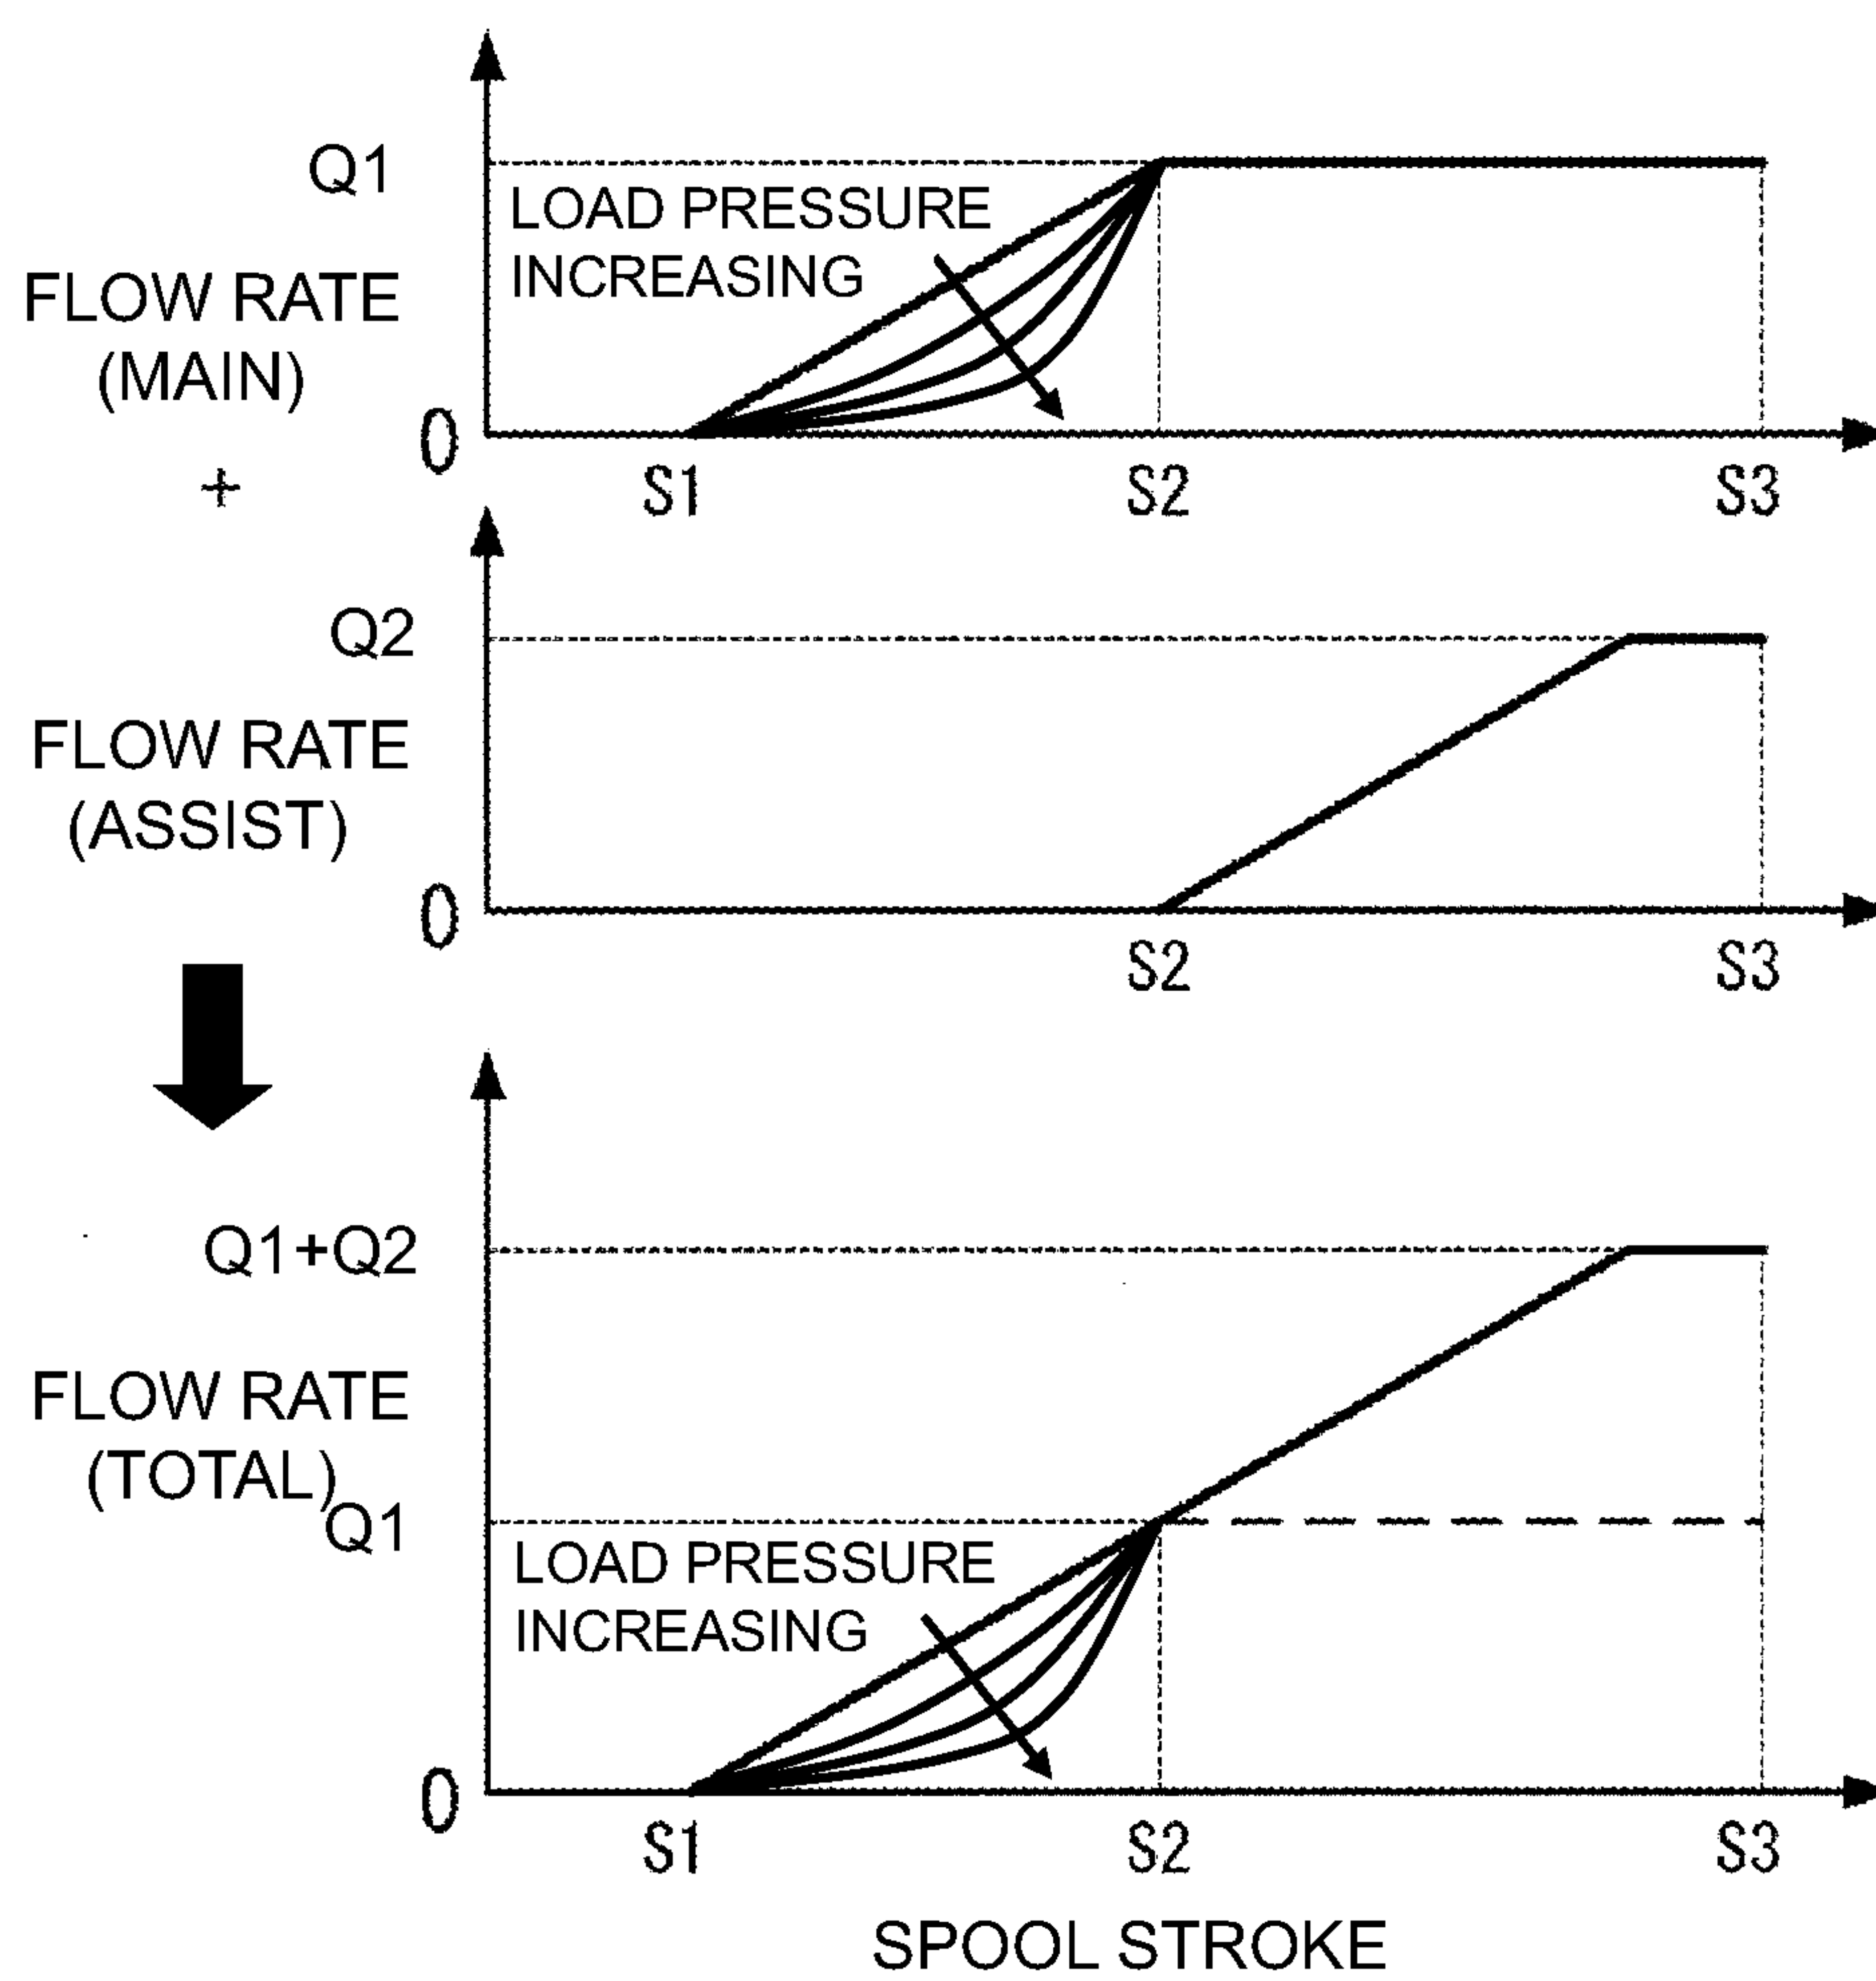 Q1
LOAD PRESSURE
INCREASING
FLOW RATE
(MAIN)
0
+
S1 S2 S3
Q2
FLOW RATE
(ASSIST)
0
S2 S3
Q1+Q2
FLOW RATE
(TOTAL)
Q1
LOAD PRESSURE
INCREASING
0
S1 S2 S3
SPOOL STROKE